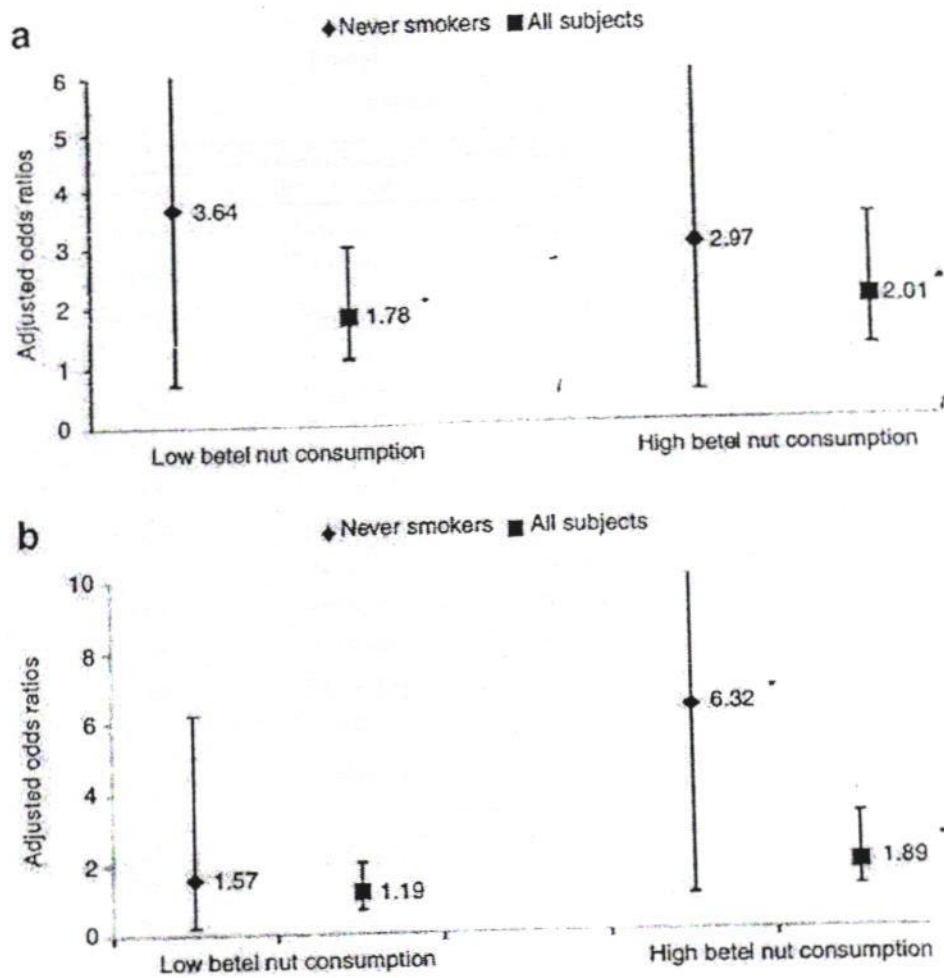 a
◆Never smokers ■All subjects
6
5
4
3
2
1
0
Adjusted odds ratios
3.64
1.78*
2.97
2.01*
Low betel nut consumption
High betel nut consumption
b
◆Never smokers ■All subjects
10
8
6
4
2
0
Adjusted odds ratios
1.57
1.19
6.32*
1.89*
Low betel nut consumption
High betel nut consumption